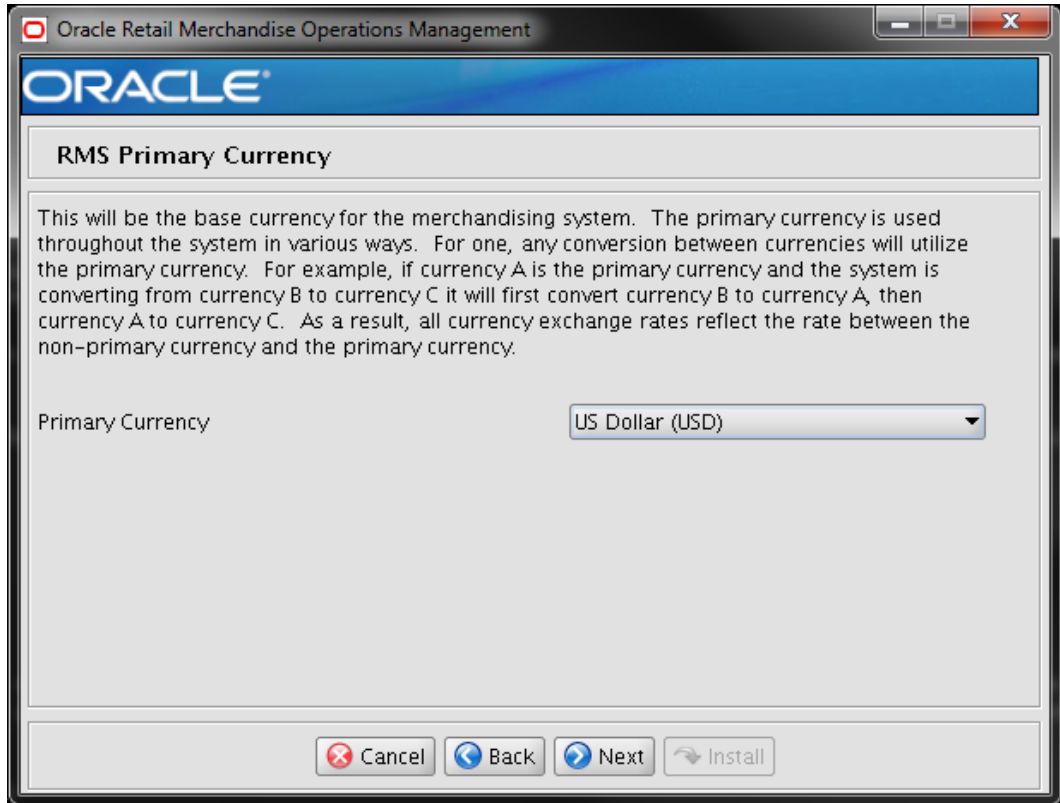 Oracle Retail Merchandise Operations Management
ORACLE
RMS Primary Currency
This will be the base currency for the merchandising system.  The primary currency is used
throughout the system in various ways.  For one, any conversion between currencies will utilize
the primary currency.  For example, if currency A is the primary currency and the system is
converting from currency B to currency C it will first convert currency B to currency A, then
currency A to currency C.  As a result, all currency exchange rates reflect the rate between the
non-primary currency and the primary currency.
Primary Currency US Dollar (USD)
Cancel Back Next Install